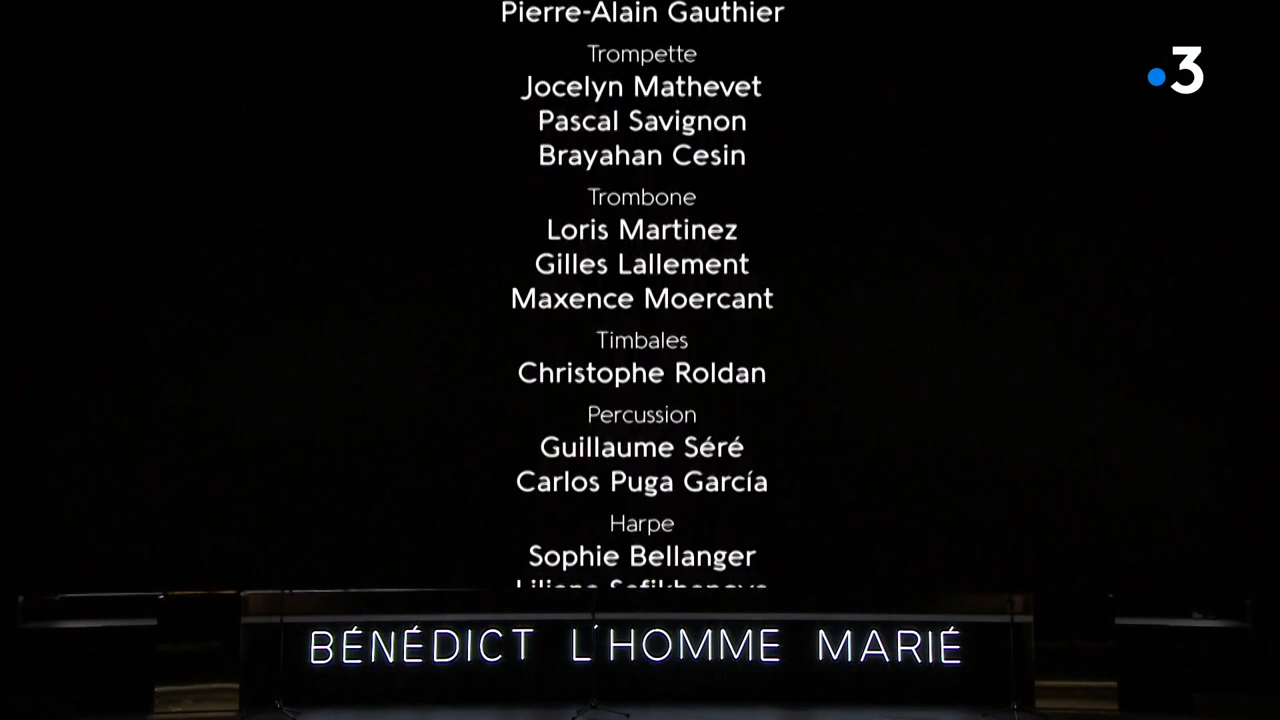 Pierre-Alain Gauthier
Trompette
Jocelyn Mathevet
Pascal Savignon
Brayahan Cesin
Trombone
Loris Martinez
Gilles Lallement
Maxence Moercant
Timbales
Christophe Roldan
Percussion
Guillaume Séré
Carlos Puga García
Harpe
Sophie Bellanger
3
BÉNÉDICT L'HOMME MARIÉ